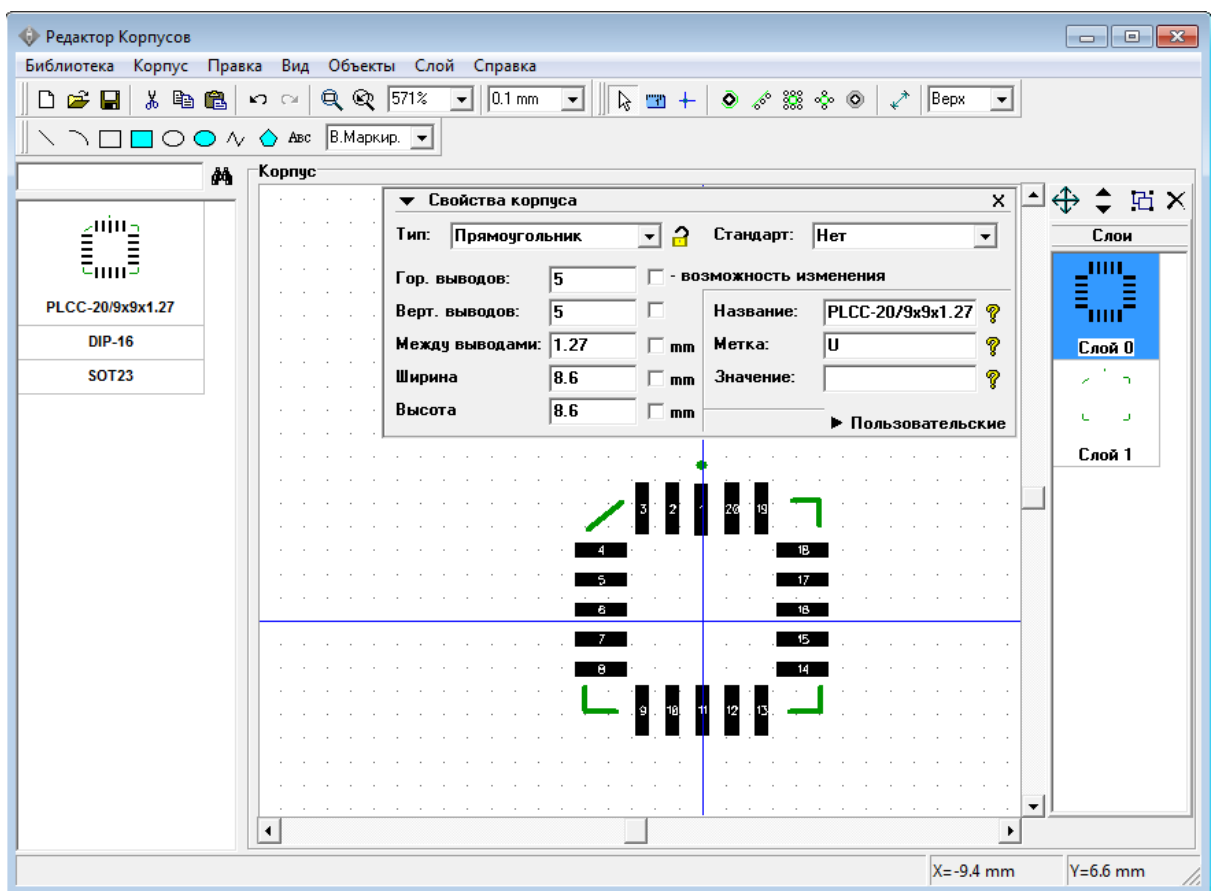 Редактор Корпусов
Библиотека Корпус Правка Вид Объекты Слой Справка
571% 0.1 mm Верх
Авс В.Маркир.
Корпус
PLCC-20/9x9x1.27
DIP-16
SOT23
Свойства корпуса
Тип: Прямоугольник Стандарт: Нет
Гор. выводов: 5 - возможность изменения
Верт. выводов: 5 Название: PLCC-20/9x9x1.27
Между выводами: 1.27 mm Метка: U
Ширина 8.6 mm Значение:
Высота 8.6 mm
Пользовательские
Слои
Слой 0
Слой 1
3 2 1 20 19
4 18
5 17
6 16
7 15
8 14
9 10 11 12 13
X=-9.4 mm Y=6.6 mm